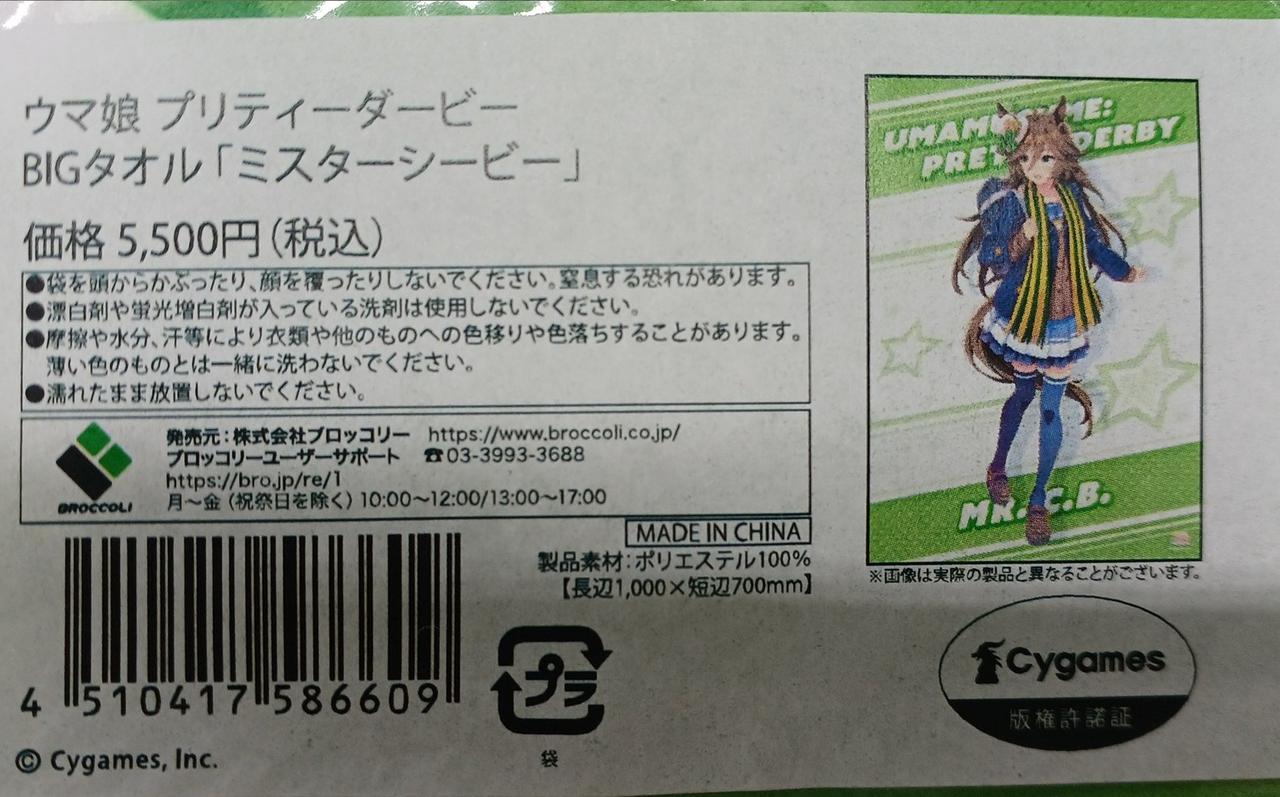 ウマ娘 プリティーダービー
BIGタオル「ミスターシービー」
価格 5,500円(税込)
●袋を頭からかぶったり、顔を覆ったりしないでください。窒息する恐れがあります。
●漂白剤や蛍光増白剤が入っている洗剤は使用しないでください。
●摩擦や水分、汗等により衣類や他のものへの色移りや色落ちすることがあります。
薄い色のものとは一緒に洗わないでください。
●濡れたまま放置しないでください。
BROCCOLI
発売元:株式会社ブロッコリー https://www.broccoli.co.jp/
ブロッコリーユーザーサポート ☎03-3993-3688
https://bro.jp/re/1
月〜金(祝祭日を除く)10:00〜12:00/13:00〜17:00
MADE IN CHINA
製品素材:ポリエステル100%
【長辺1,000×短辺700mm】
4 510417 586609
プラ
袋
© Cygames, Inc.
UMAMUSUME:
PRETTY DERBY
MR. C.B.
※画像は実際の製品と異なることがございます。
Cygames
版権許諾証